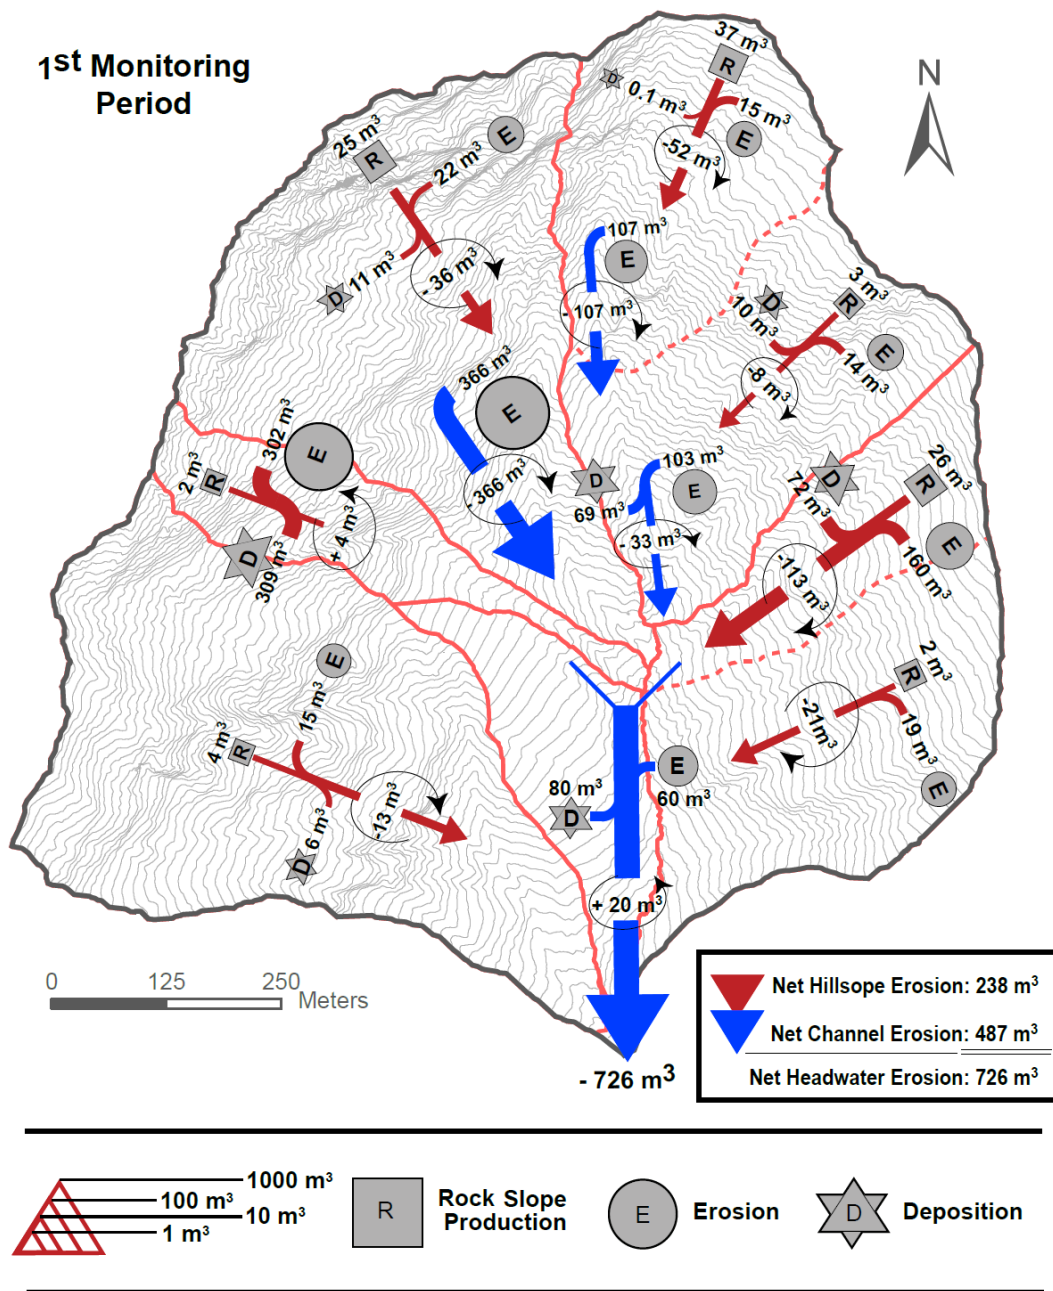 1st Monitoring
Period
N
37 m³
R
D
0.1 m³
15 m³
E
-52 m³
25 m³
R
22 m³
E
11 m³
D
- 36 m³
107 m³
E
- 107 m³
3 m³
R
D
10 m³
14 m³
E
-8 m³
366 m³
E
- 366 m³
302 m³
E
2 m³
R
D
309 m³
+ 4 m³
103 m³
E
D
69 m³
- 33 m³
26 m³
R
D
72 m³
160 m³
E
-113 m³
2 m³
R
19 m³
E
-21m³
E
15 m³
4 m³
R
6 m³
D
-13 m³
80 m³
D
E
60 m³
+ 20 m³
0 125 250
Meters
- 726 m³
Net Hillsope Erosion: 238 m³
Net Channel Erosion: 487 m³
Net Headwater Erosion: 726 m³
1000 m³
100 m³
10 m³
1 m³
R
Rock Slope
Production
E
Erosion
D
Deposition